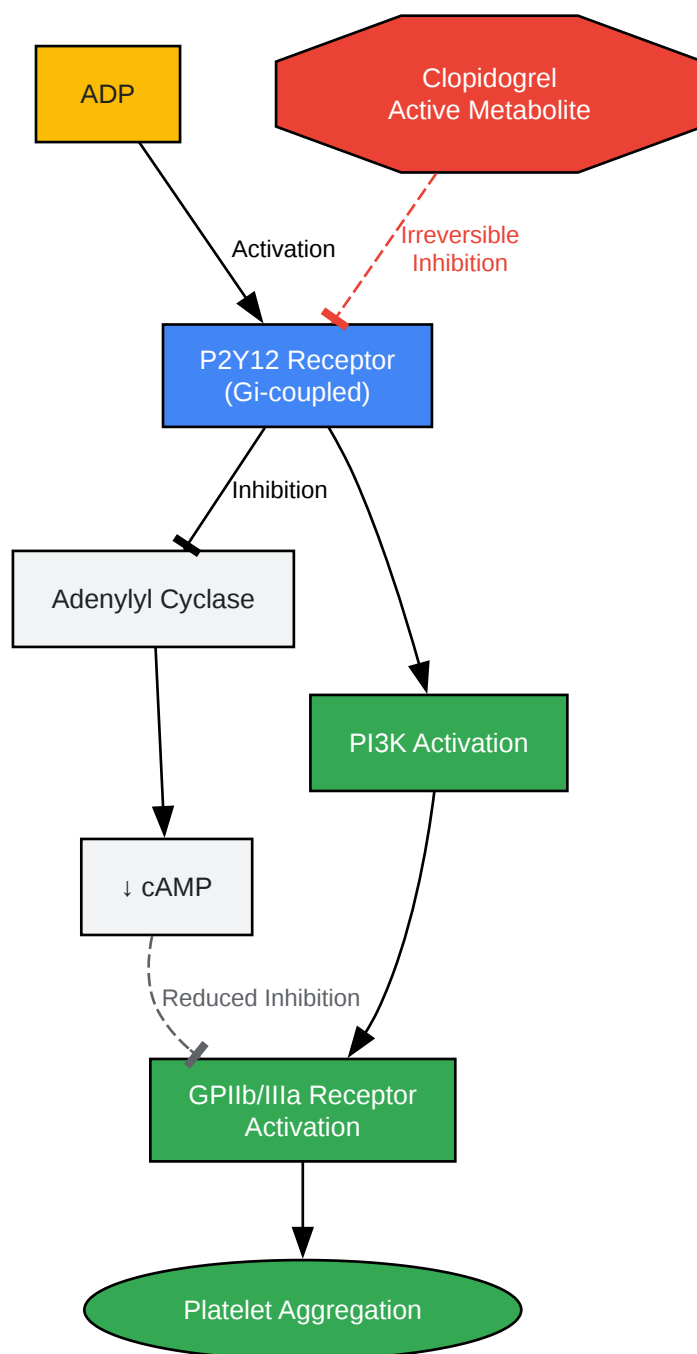 ADP
Clopidogrel
Active Metabolite
Activation
Irreversible
Inhibition
P2Y12 Receptor
(Gi-coupled)
Inhibition
Adenylyl Cyclase
PI3K Activation
↓ cAMP
Reduced Inhibition
GPIIb/IIIa Receptor
Activation
Platelet Aggregation